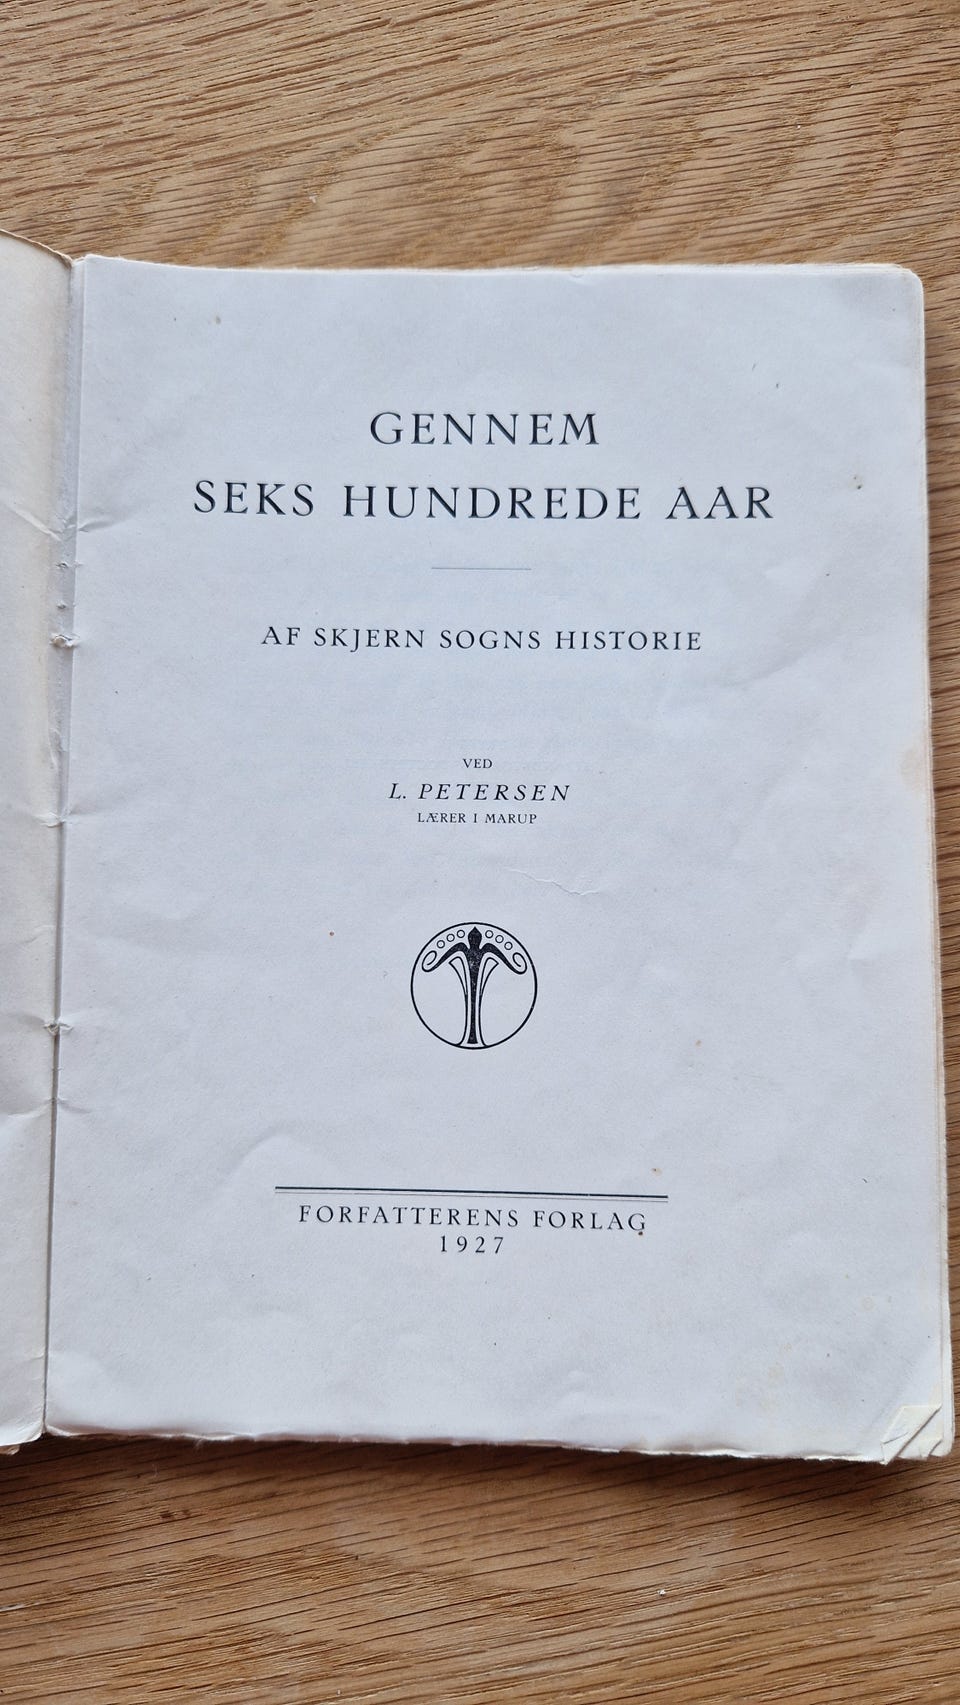 GENNEM
SEKS HUNDREDE AAR
AF SKJERN SOGNS HISTORIE
VED
L. PETERSEN
LÆRER I MARUP
FORFATTERENS FORLAG
1927